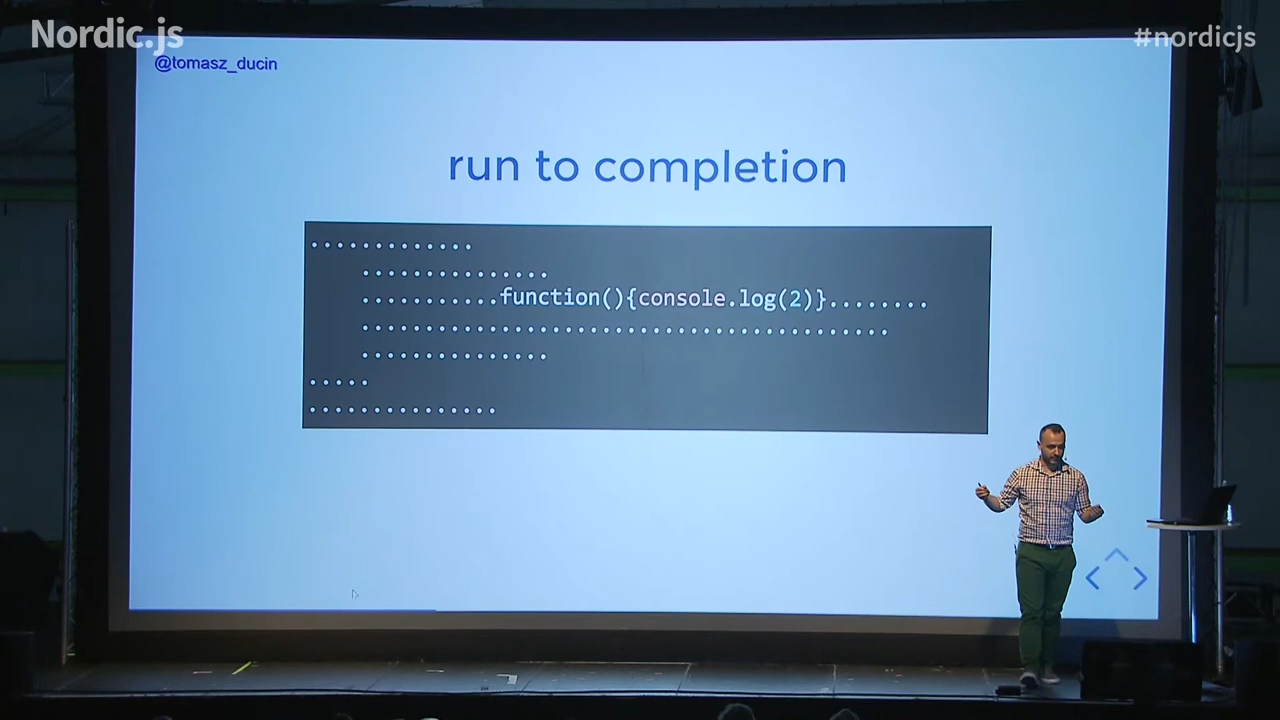 Nordic.js
#nordicjs
@tomasz_ducin
run to completion
.............
...............
...........function(){console.log(2)}........
.........................................
...............
.....
...............